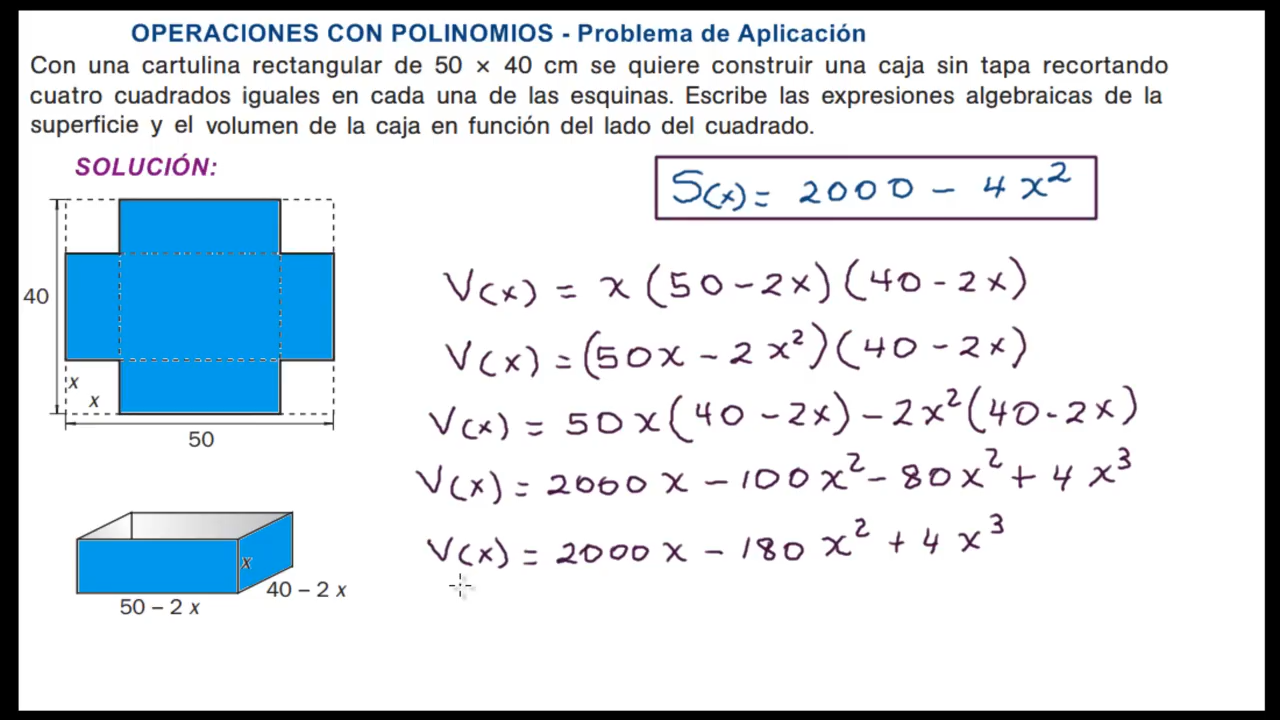 OPERACIONES CON POLINOMIOS - Problema de Aplicación
Con una cartulina rectangular de 50 × 40 cm se quiere construir una caja sin tapa recortando
cuatro cuadrados iguales en cada una de las esquinas. Escribe las expresiones algebraicas de la
superficie y el volumen de la caja en función del lado del cuadrado.
SOLUCIÓN:
S(x) = 2000 - 4x²
40
x
x
50
V(x) = x(50 - 2x)(40 - 2x)
V(x) = (50x - 2x²)(40 - 2x)
V(x) = 50x(40 - 2x) - 2x²(40 - 2x)
V(x) = 2000x - 100x² - 80x² + 4x³
V(x) = 2000x - 180x² + 4x³
x
40 – 2 x
50 – 2 x